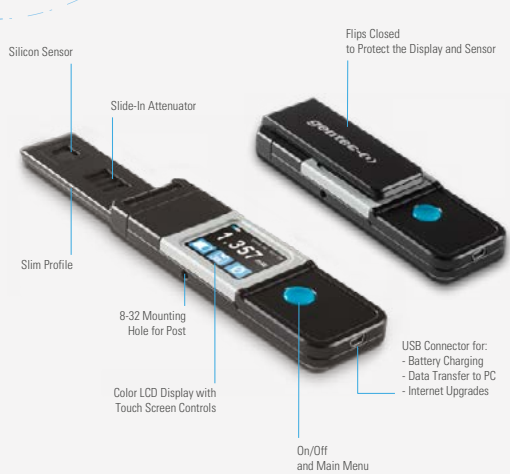 Flips Closed
to Protect the Display and Sensor
Silicon Sensor
Slide-In Attenuator
gentec-e
Slim Profile
1.357
8-32 Mounting
Hole for Post
USB Connector for:
- Battery Charging
- Data Transfer to PC
- Internet Upgrades
Color LCD Display with
Touch Screen Controls
On/Off
and Main Menu